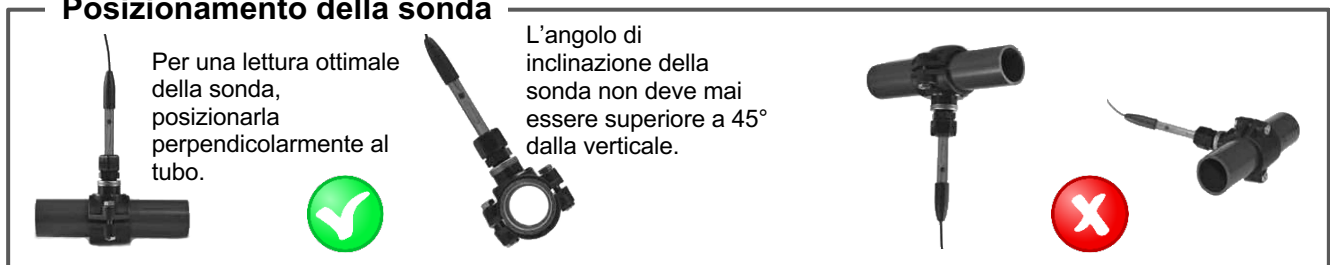 Posizionamento della sonda
Per una lettura ottimale
della sonda,
posizionarla
perpendicolarmente al
tubo.
L'angolo di
inclinazione della
sonda non deve mai
essere superiore a 45°
dalla verticale.